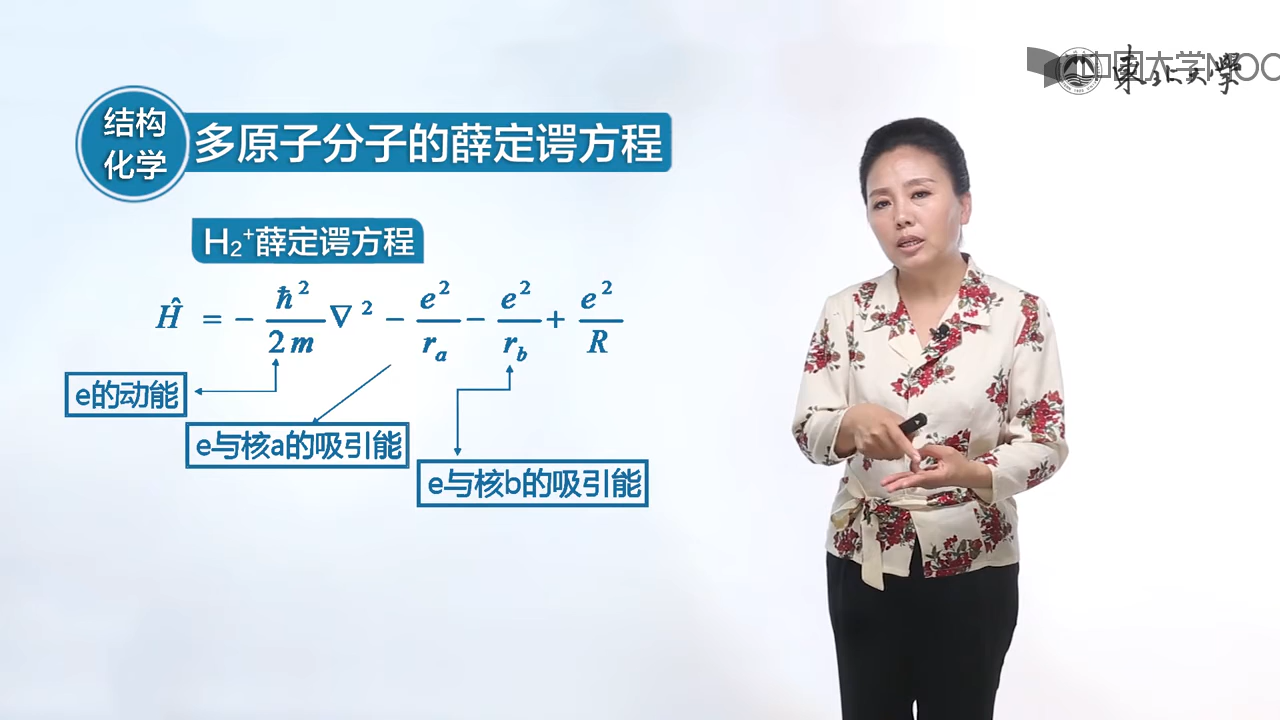 中国大学MOOC
東北大學
结构
化学
多原子分子的薛定谔方程
H₂⁺薛定谔方程
Ĥ = - ħ²/2m ∇² - e²/rₐ - e²/r_b + e²/R
e的动能
e与核a的吸引能
e与核b的吸引能